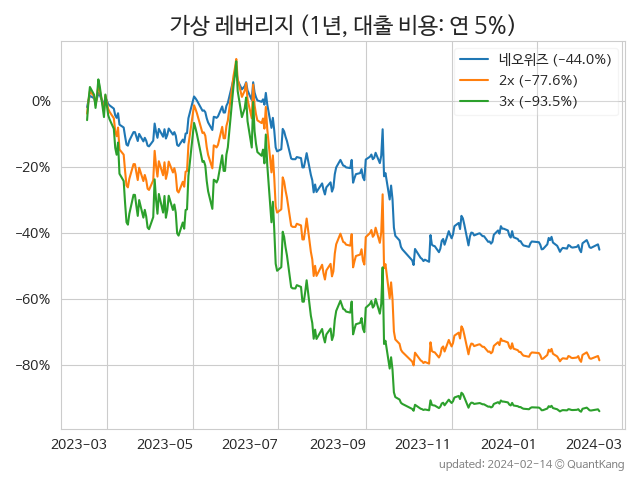 가상 레버리지 (1년, 대출 비용: 연 5%)
네오위즈 (−44.0%)
2x (−77.6%)
3x (−93.5%)
0%
−20%
−40%
−60%
−80%
2023−03 2023−05 2023−07 2023−09 2023−11 2024−01 2024−03
updated: 2024-02-14 © QuantKang